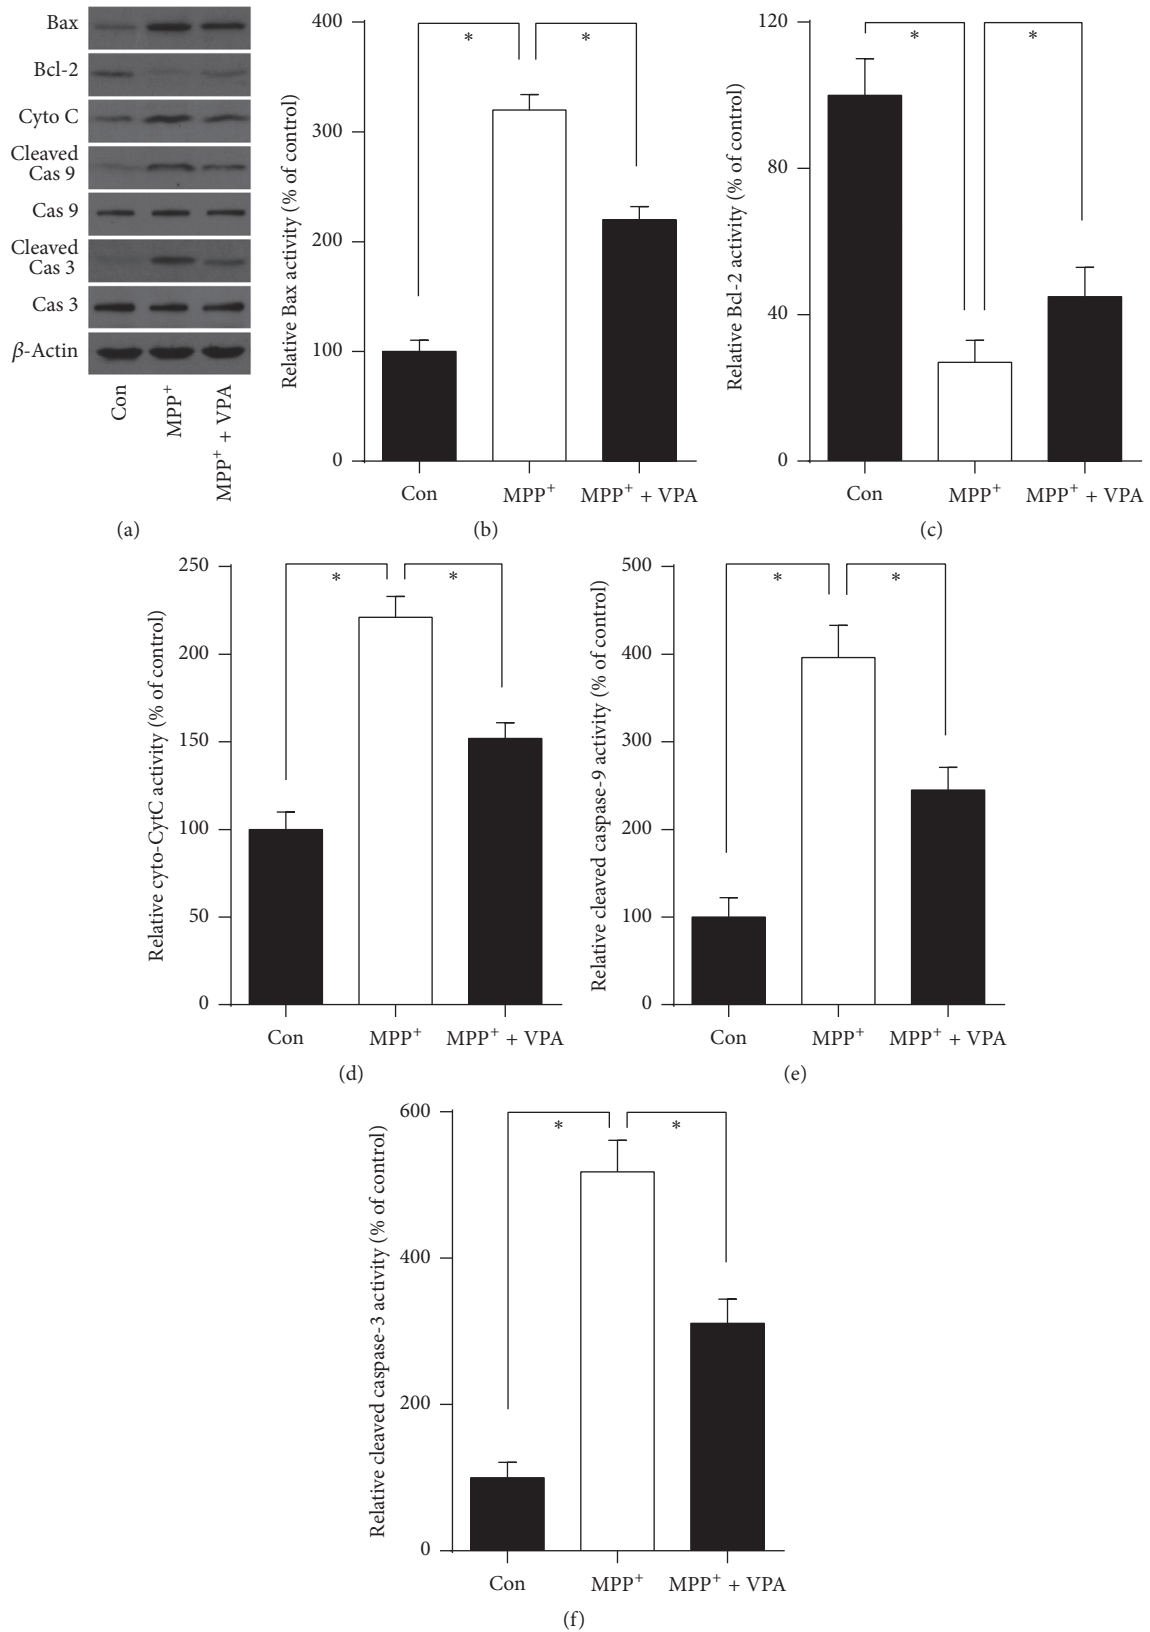 Bax
Bcl-2
Cyto C
Cleaved
Cas 9
Cas 9
Cleaved
Cas 3
Cas 3
β-Actin
Con
MPP⁺
MPP⁺ + VPA
(a)
Relative Bax activity (% of control)
400
300
200
100
0
*
*
Con
MPP⁺
MPP⁺ + VPA
(b)
Relative Bcl-2 activity (% of control)
120
80
40
0
*
*
Con
MPP⁺
MPP⁺ + VPA
(c)
Relative cyto-CytC activity (% of control)
250
200
150
100
50
0
*
*
Con
MPP⁺
MPP⁺ + VPA
(d)
Relative cleaved caspase-9 activity (% of control)
500
400
300
200
100
0
*
*
Con
MPP⁺
MPP⁺ + VPA
(e)
Relative cleaved caspase-3 activity (% of control)
600
400
200
0
*
*
Con
MPP⁺
MPP⁺ + VPA
(f)